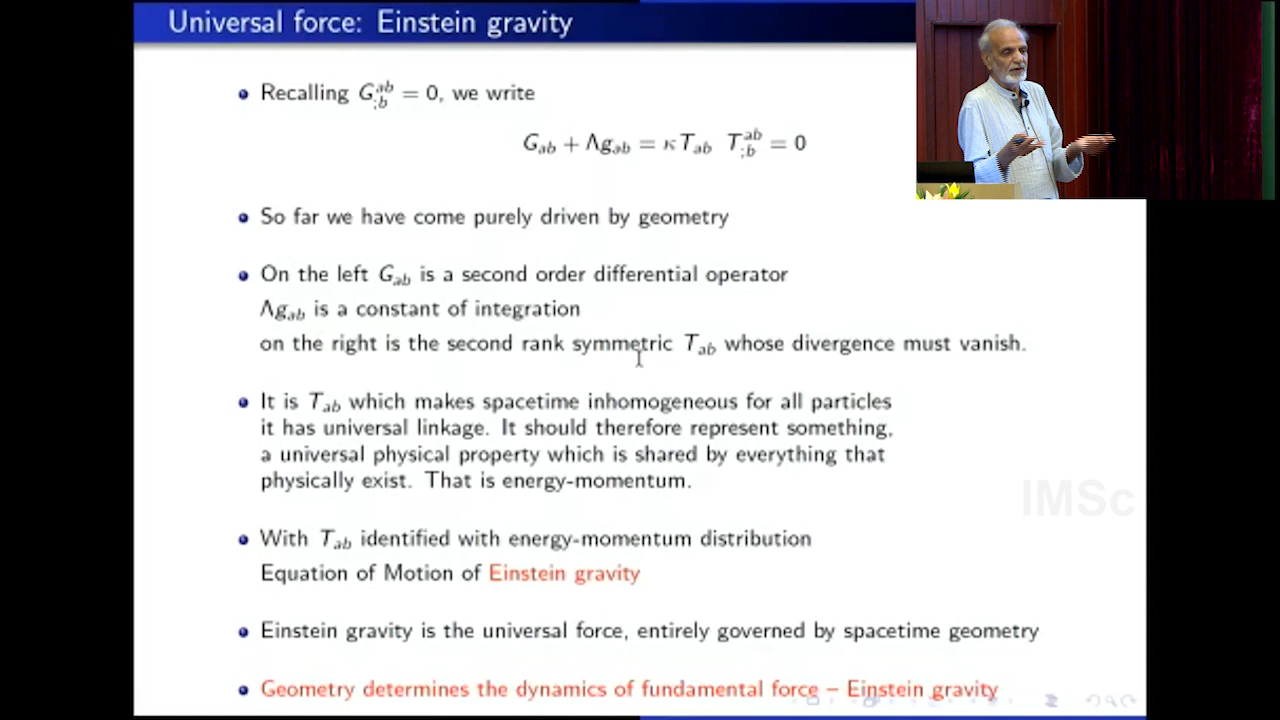 Universal force: Einstein gravity
Recalling G^{ab}_{;b} = 0, we write
G_{ab} + Λg_{ab} = κT_{ab} T^{ab}_{;b} = 0
So far we have come purely driven by geometry
On the left G_{ab} is a second order differential operator
Λg_{ab} is a constant of integration
on the right is the second rank symmetric T_{ab} whose divergence must vanish.
It is T_{ab} which makes spacetime inhomogeneous for all particles
it has universal linkage. It should therefore represent something,
a universal physical property which is shared by everything that
physically exist. That is energy-momentum.
IMSc
With T_{ab} identified with energy-momentum distribution
Equation of Motion of Einstein gravity
Einstein gravity is the universal force, entirely governed by spacetime geometry
Geometry determines the dynamics of fundamental force – Einstein gravity